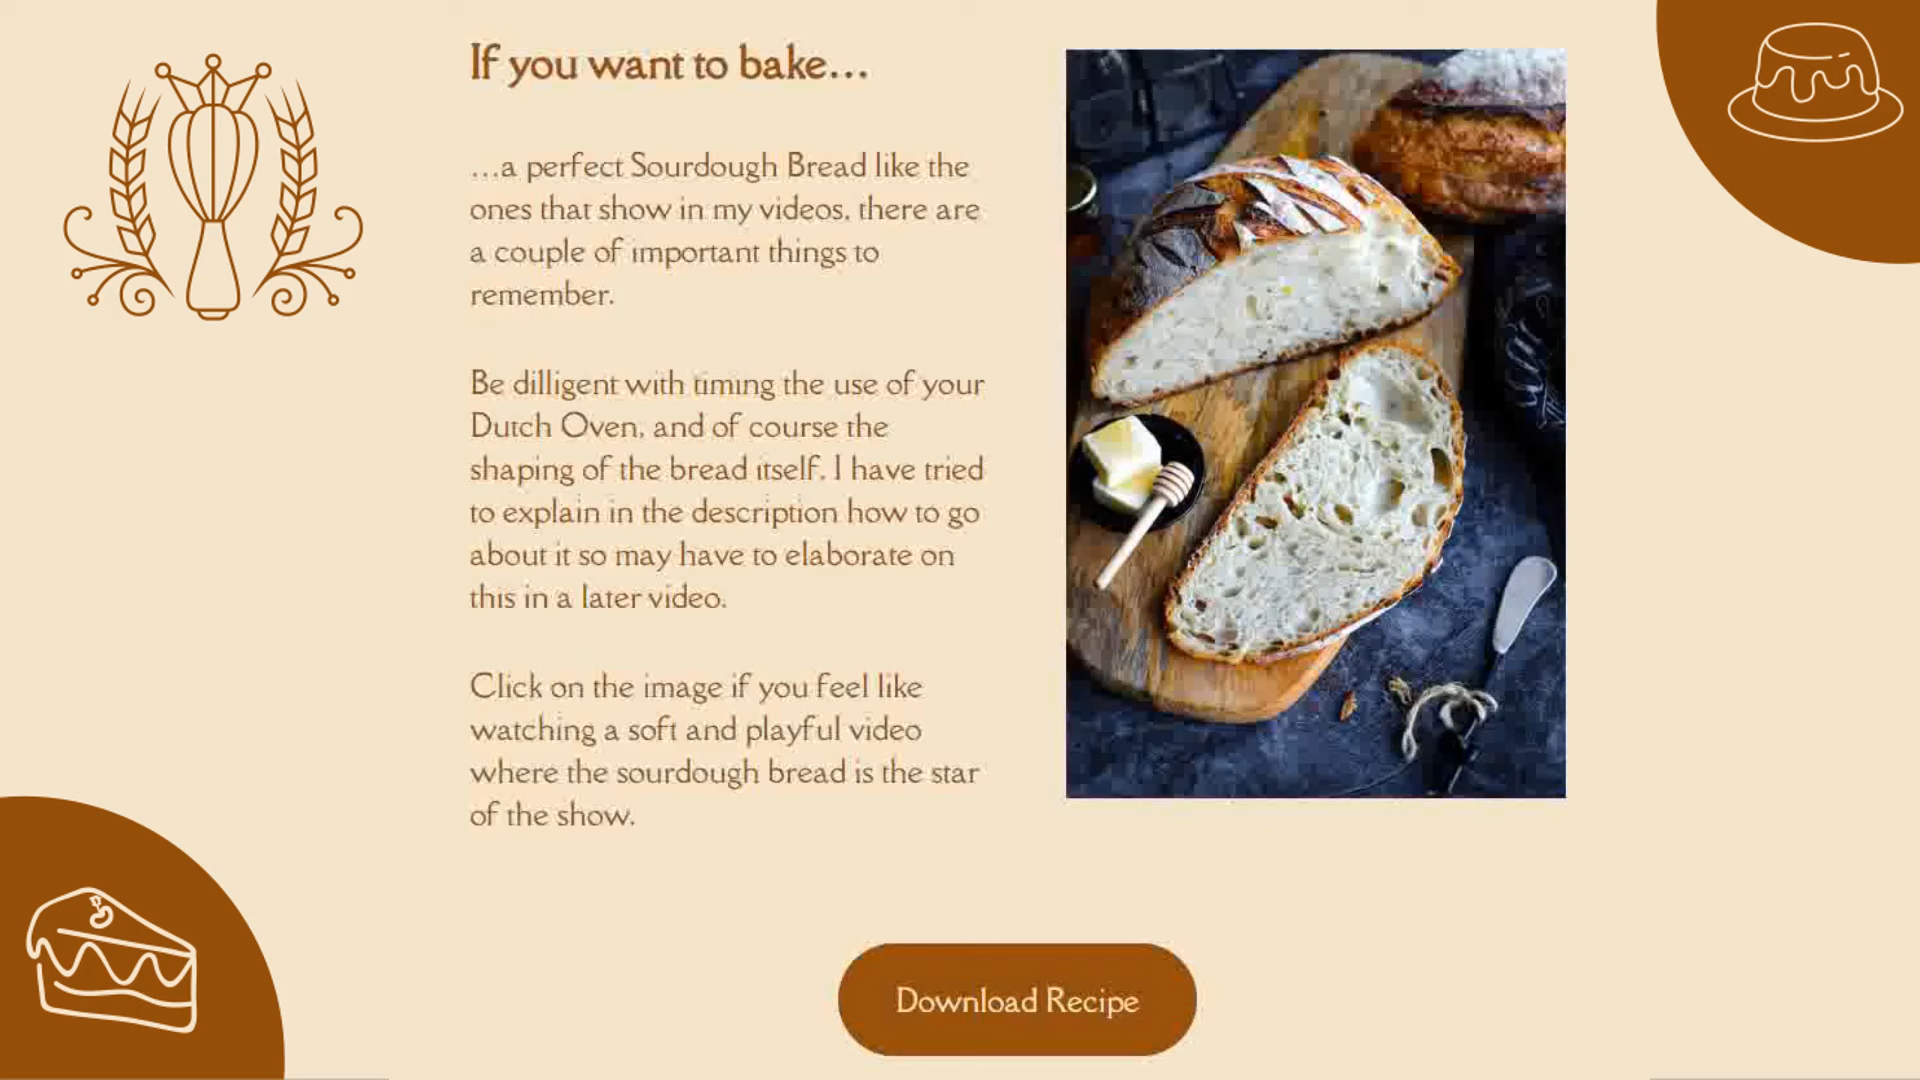 If you want to bake...
...a perfect Sourdough Bread like the
ones that show in my videos, there are
a couple of important things to
remember.
Be dilligent with timing the use of your
Dutch Oven, and of course the
shaping of the bread itself. I have tried
to explain in the description how to go
about it so may have to elaborate on
this in a later video.
Click on the image if you feel like
watching a soft and playful video
where the sourdough bread is the star
of the show.
Download Recipe